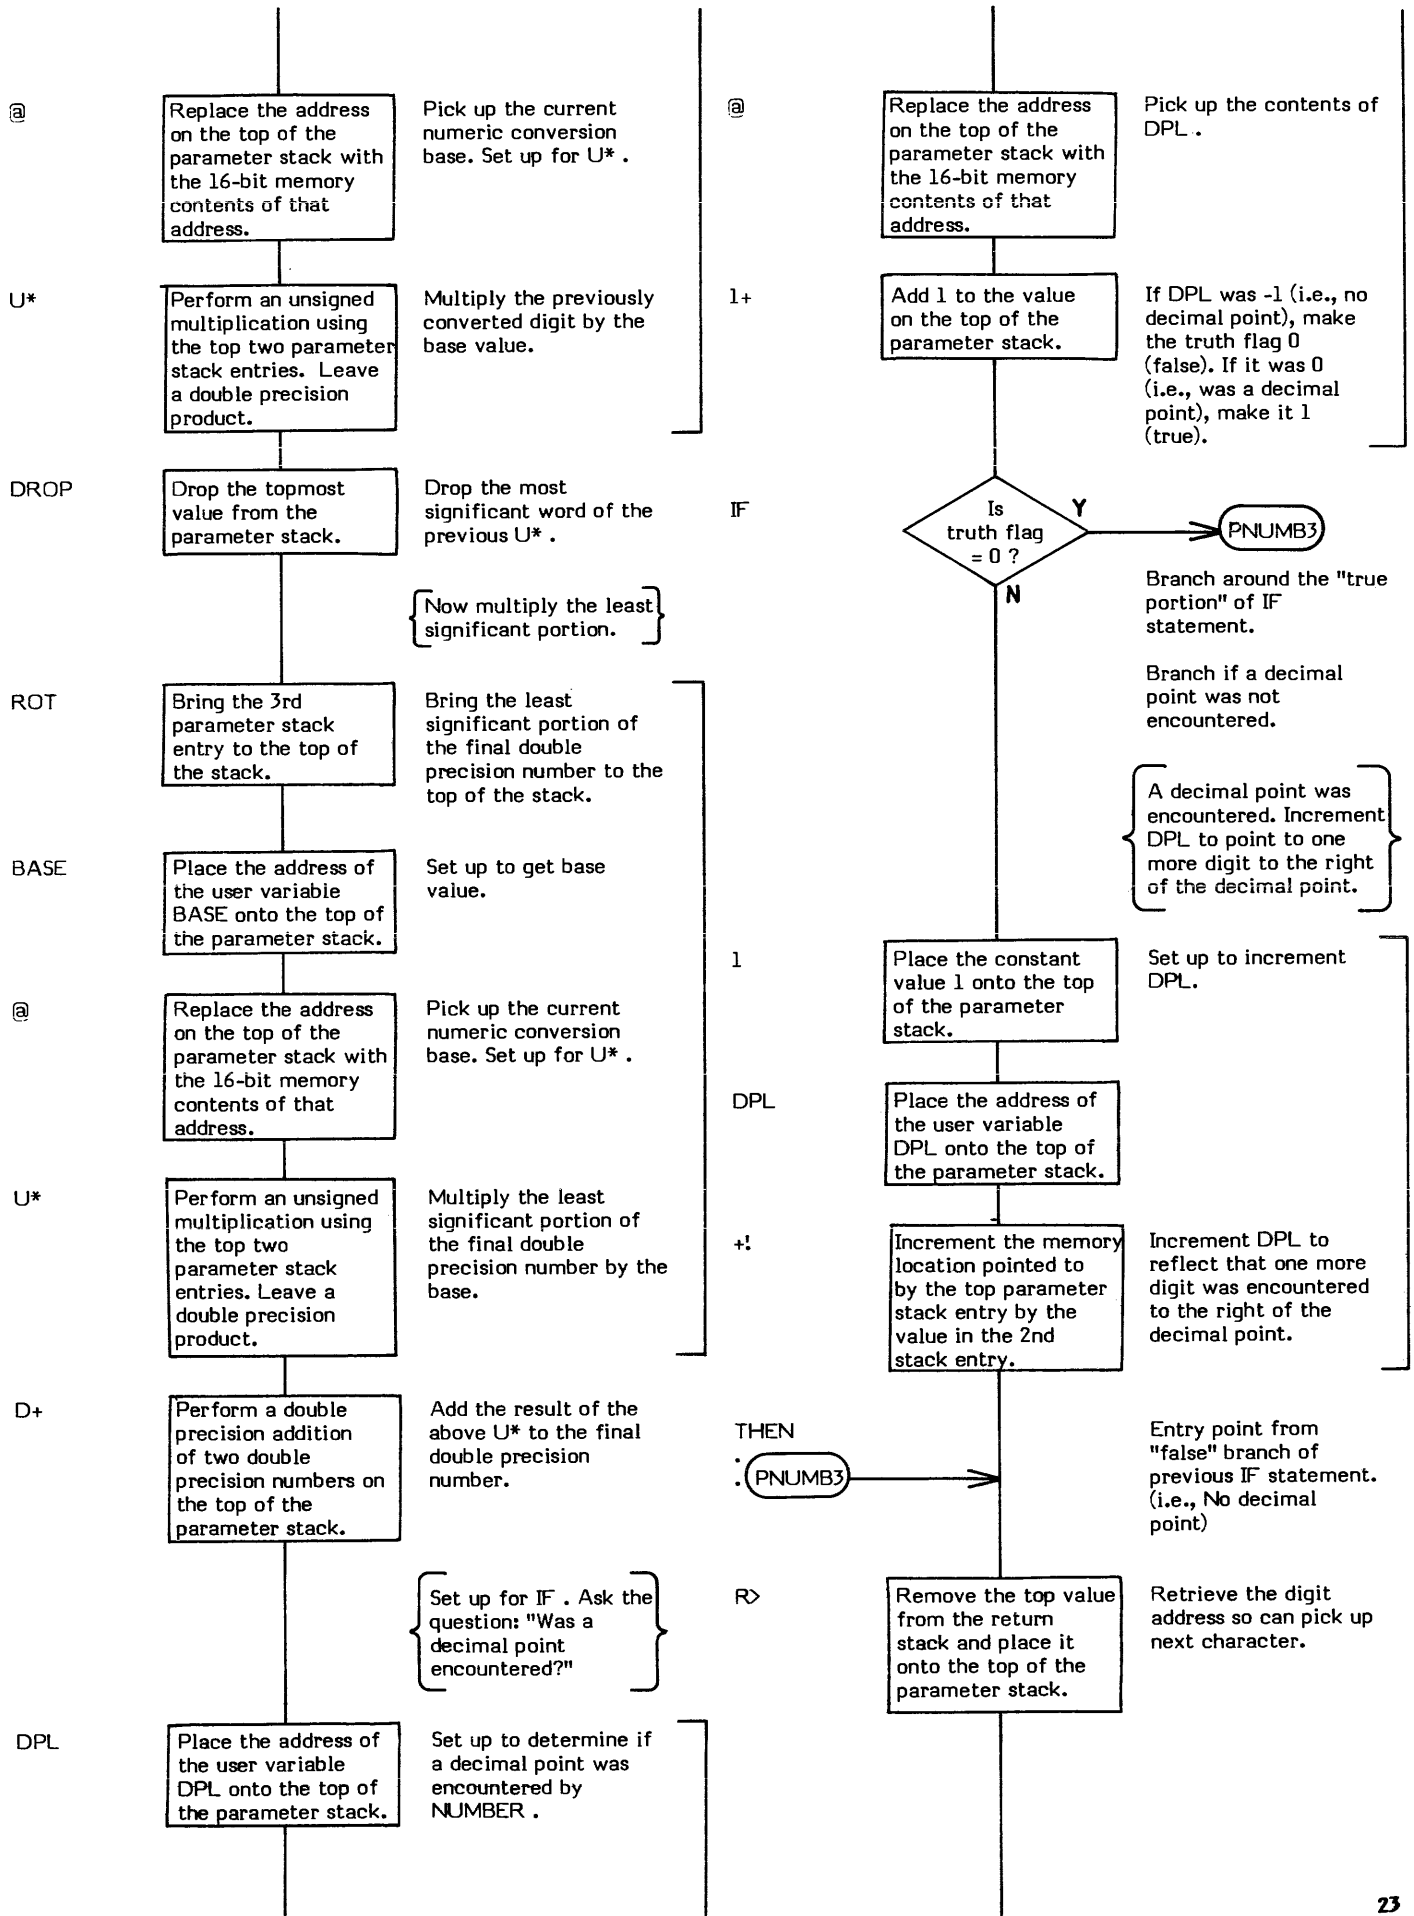 @
Replace the address
on the top of the
parameter stack with
the 16-bit memory
contents of that
address.
Pick up the current
numeric conversion
base. Set up for U* .
U*
Perform an unsigned
multiplication using
the top two parameter
stack entries. Leave
a double precision
product.
Multiply the previously
converted digit by the
base value.
DROP
Drop the topmost
value from the
parameter stack.
Drop the most
significant word of the
previous U* .
Now multiply the least
significant portion.
ROT
Bring the 3rd
parameter stack
entry to the top of
the stack.
Bring the least
significant portion of
the final double
precision number to the
top of the stack.
BASE
Place the address of
the user variable
BASE onto the top of
the parameter stack.
Set up to get base
value.
@
Replace the address
on the top of the
parameter stack with
the 16-bit memory
contents of that
address.
Pick up the current
numeric conversion
base. Set up for U* .
U*
Perform an unsigned
multiplication using
the top two
parameter stack
entries. Leave a
double precision
product.
Multiply the least
significant portion of
the final double
precision number by the
base.
D+
Perform a double
precision addition
of two double
precision numbers on
the top of the
parameter stack.
Add the result of the
above U* to the final
double precision
number.
Set up for IF . Ask the
question: "Was a
decimal point
encountered?"
DPL
Place the address of
the user variable
DPL onto the top of
the parameter stack.
Set up to determine if
a decimal point was
encountered by
NUMBER .
@
Replace the address
on the top of the
parameter stack with
the 16-bit memory
contents of that
address.
Pick up the contents of
DPL .
1+
Add 1 to the value
on the top of the
parameter stack.
If DPL was -1 (i.e., no
decimal point), make
the truth flag 0
(false). If it was 0
(i.e., was a decimal
point), make it 1
(true).
IF
Is
truth flag
= 0 ?
Y
N
PNUMB3
Branch around the "true
portion" of IF
statement.
Branch if a decimal
point was not
encountered.
A decimal point was
encountered. Increment
DPL to point to one
more digit to the right
of the decimal point.
1
Place the constant
value 1 onto the top
of the parameter
stack.
Set up to increment
DPL.
DPL
Place the address of
the user variable
DPL onto the top of
the parameter stack.
+!
Increment the memory
location pointed to
by the top parameter
stack entry by the
value in the 2nd
stack entry.
Increment DPL to
reflect that one more
digit was encountered
to the right of the
decimal point.
THEN
: PNUMB3
Entry point from
"false" branch of
previous IF statement.
(i.e., No decimal
point)
R>
Remove the top value
from the return
stack and place it
onto the top of the
parameter stack.
Retrieve the digit
address so can pick up
next character.
23